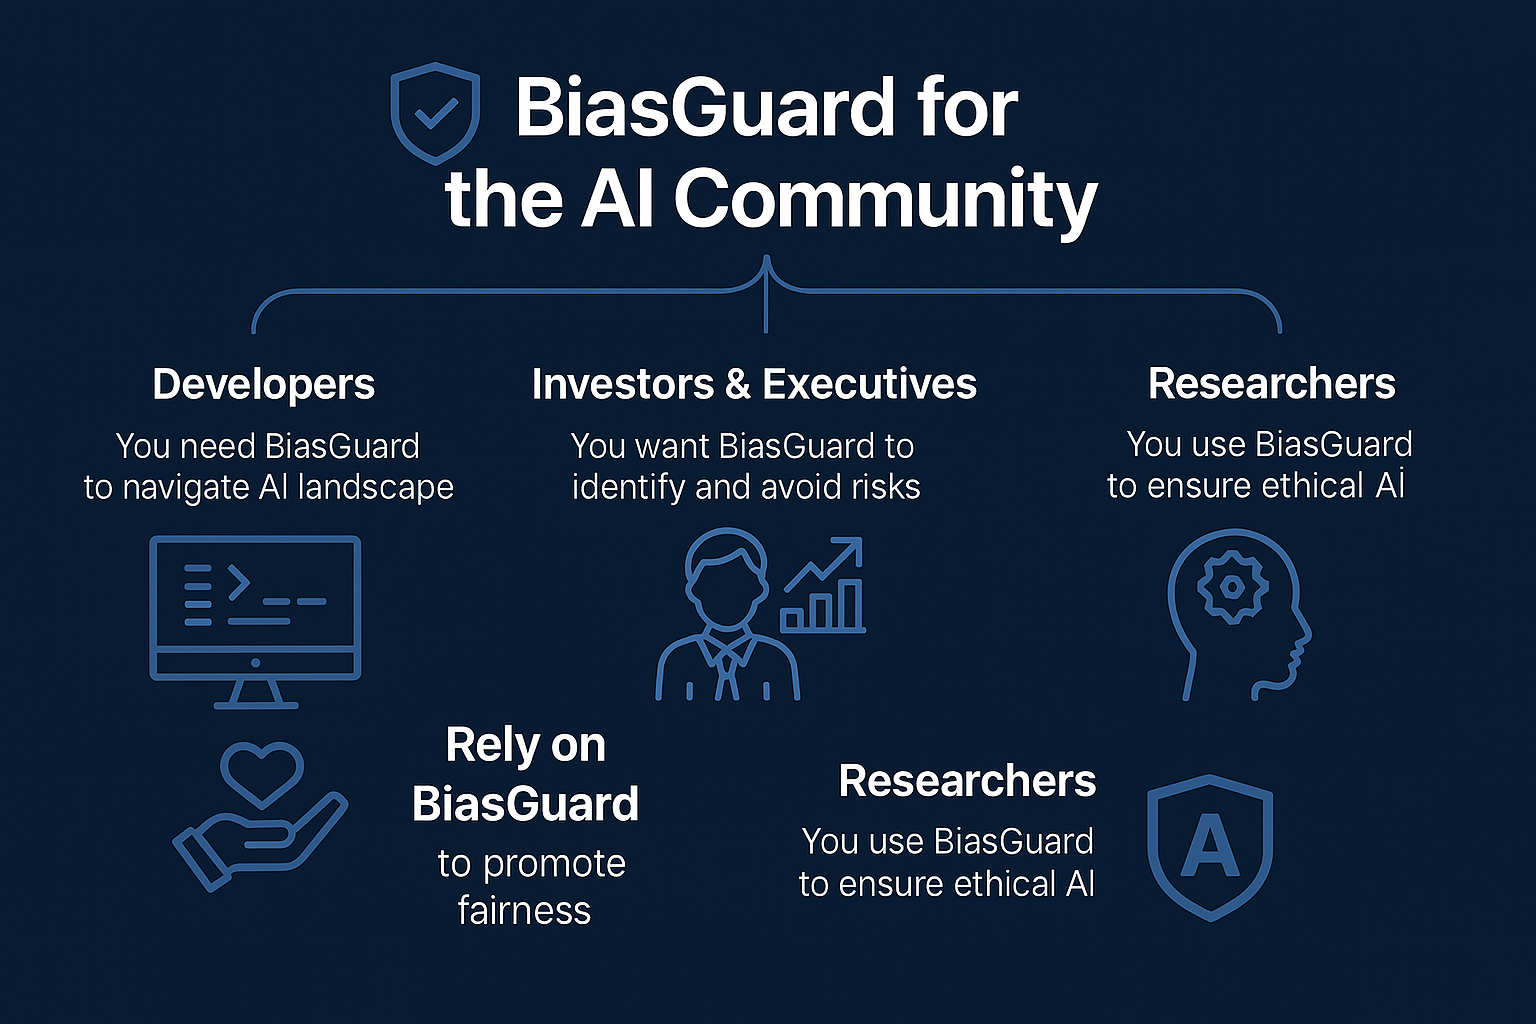 BiasGuard for
the AI Community
Developers
You need BiasGuard
to navigate AI landscape
Investors & Executives
You want BiasGuard to
identify and avoid risks
Researchers
You use BiasGuard
to ensure ethical AI
Rely on
BiasGuard
to promote
fairness
Researchers
You use BiasGuard
to ensure ethical AI
A